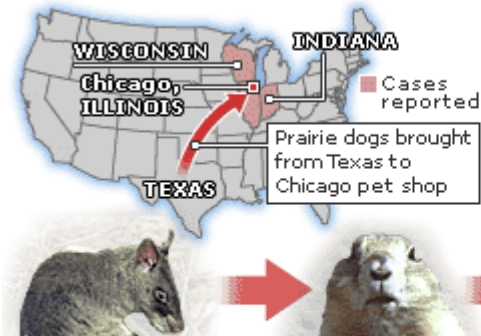 WISCONSIN
INDIANA
Chicago,
ILLINOIS
Cases
reported
Prairie dogs brought
from Texas to
Chicago pet shop
TEXAS